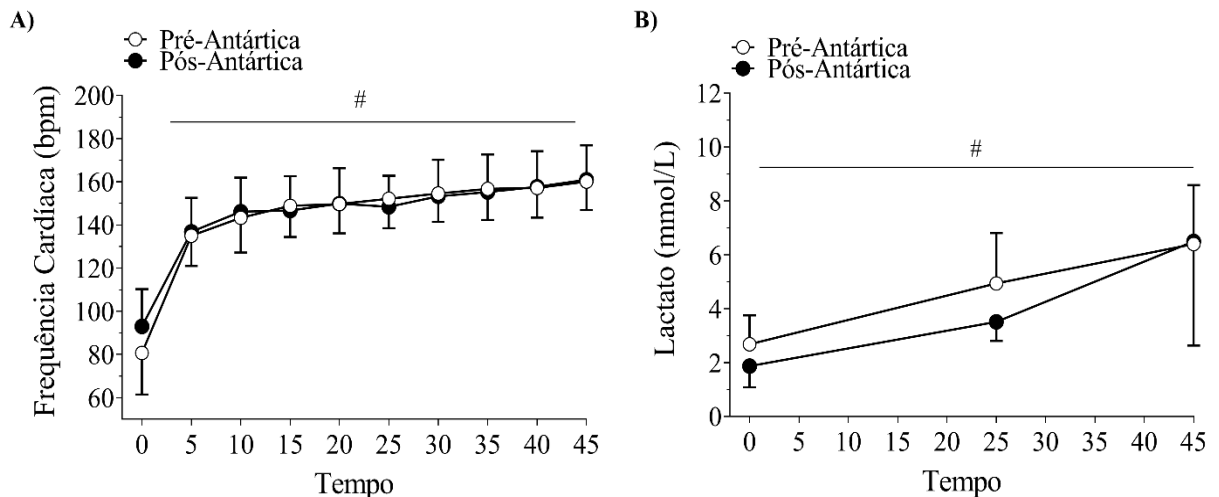 A)
Pré-Antártica
Pós-Antártica
Frequência Cardíaca (bpm)
200
180
160
140
120
100
80
60
#
0 5 10 15 20 25 30 35 40 45
Tempo
B)
Pré-Antártica
Pós-Antártica
Lactato (mmol/L)
12
10
8
6
4
2
0
#
0 5 10 15 20 25 30 35 40 45
Tempo